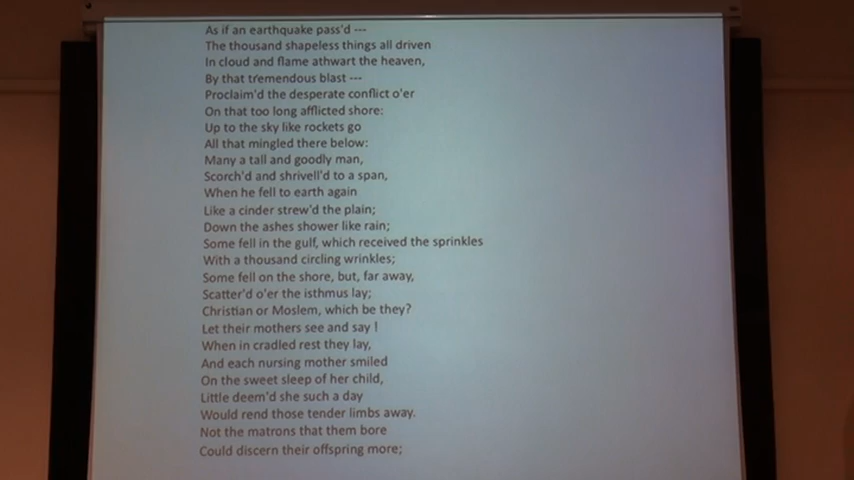 As if an earthquake pass'd ---
The thousand shapeless things all driven
In cloud and flame athwart the heaven,
By that tremendous blast ---
Proclaim'd the desperate conflict o'er
On that too long afflicted shore:
Up to the sky like rockets go
All that mingled there below:
Many a tall and goodly man,
Scorch'd and shrivell'd to a span,
When he fell to earth again
Like a cinder strew'd the plain;
Down the ashes shower like rain;
Some fell in the gulf, which received the sprinkles
With a thousand circling wrinkles;
Some fell on the shore, but, far away,
Scatter'd o'er the isthmus lay;
Christian or Moslem, which be they?
Let their mothers see and say !
When in cradled rest they lay,
And each nursing mother smiled
On the sweet sleep of her child,
Little deem'd she such a day
Would rend those tender limbs away.
Not the matrons that them bore
Could discern their offspring more;